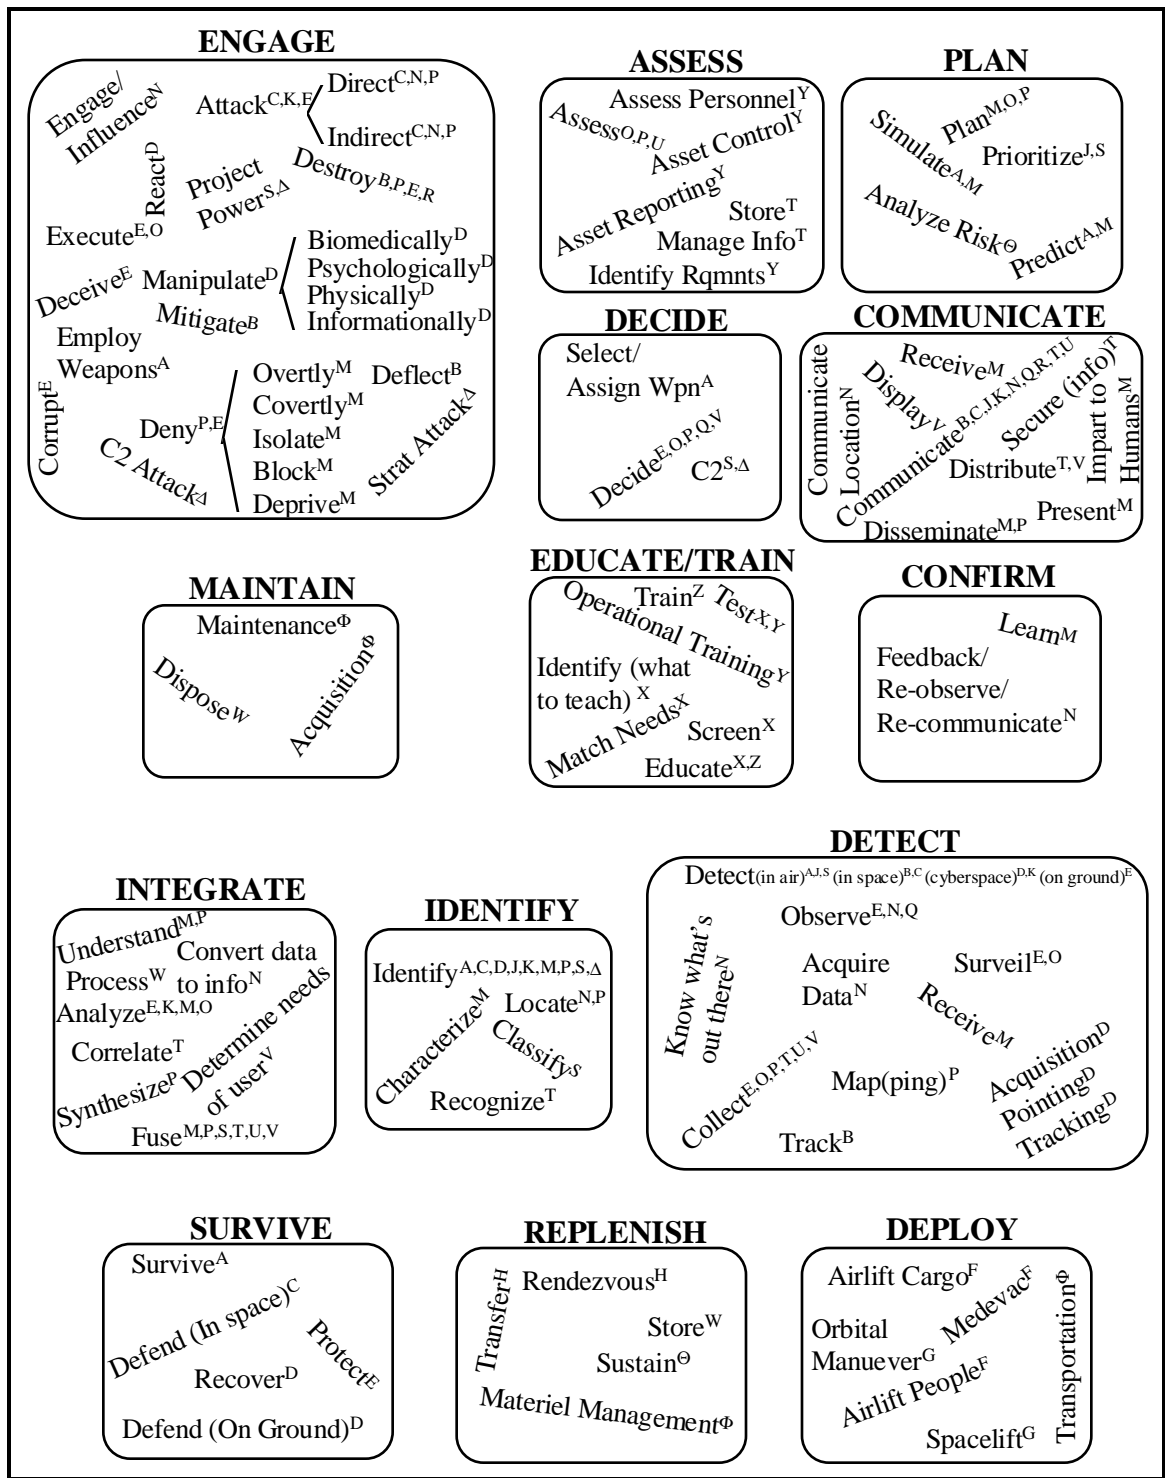 ENGAGE
Engage/
Influence^N
Attack^C,K,E
Direct^C,N,P
Indirect^C,N,P
React^D
Project
Power^S,Δ
Destroy^B,P,E,R
Execute^E,O
Deceive^E
Manipulate^D
Biomedically^D
Psychologically^D
Physically^D
Informationally^D
Mitigate^B
Employ
Weapons^A
Corrupt^E
C2 Attack^Δ
Deny^P,E
Overtly^M
Covertly^M
Isolate^M
Block^M
Deprive^M
Deflect^B
Strat Attack^Δ
ASSESS
Assess Personnel^Y
Assess^O,P,U
Asset Control^Y
Asset Reporting^Y
Store^T
Manage Info^T
Identify Rqmnts^Y
PLAN
Plan^M,O,P
Simulate^A,M
Prioritize^J,S
Analyze Risk^Θ
Predict^A,M
DECIDE
Select/
Assign Wpn^A
Decide^E,O,P,Q,V
C2^S,Δ
COMMUNICATE
Communicate
Location^N
Receive^M
Display^V
Communicate^B,C,J,K,N,Q,R,T,U
Secure (info)^T
Impart to
Humans^M
Distribute^T,V
Present^M
Disseminate^M,P
MAINTAIN
Maintenance^Φ
Dispose^W
Acquisition^Φ
EDUCATE/TRAIN
Train^Z
Test^X,Y
Operational Training^Y
Identify (what
to teach)^X
Match Needs^X
Screen^X
Educate^X,Z
CONFIRM
Learn^M
Feedback/
Re-observe/
Re-communicate^N
INTEGRATE
Understand^M,P
Convert data
to info^N
Process^W
Analyze^E,K,M,O
Correlate^T
Determine needs
of user^V
Synthesize^P
Fuse^M,P,S,T,U,V
IDENTIFY
Identify^A,C,D,J,K,M,P,S,Δ
Locate^N,P
Characterize^M
Classify^S
Recognize^T
DETECT
Detect(in air)^A,J,S (in space)^B,C (cyberspace)^D,K (on ground)^E
Observe^E,N,Q
Know what's
out there^N
Acquire
Data^N
Surveil^E,O
Receive^M
Collect^E,O,P,T,U,V
Map(ping)^P
Acquisition^D
Pointing^D
Tracking^D
Track^B
SURVIVE
Survive^A
Defend (In space)^C
Protect^E
Recover^D
Defend (On Ground)^D
REPLENISH
Transfer^H
Rendezvous^H
Store^W
Sustain^Θ
Materiel Management^Φ
DEPLOY
Airlift Cargo^F
Medevac^F
Transportation^Φ
Orbital
Manuever^G
Airlift People^F
Spacelift^G